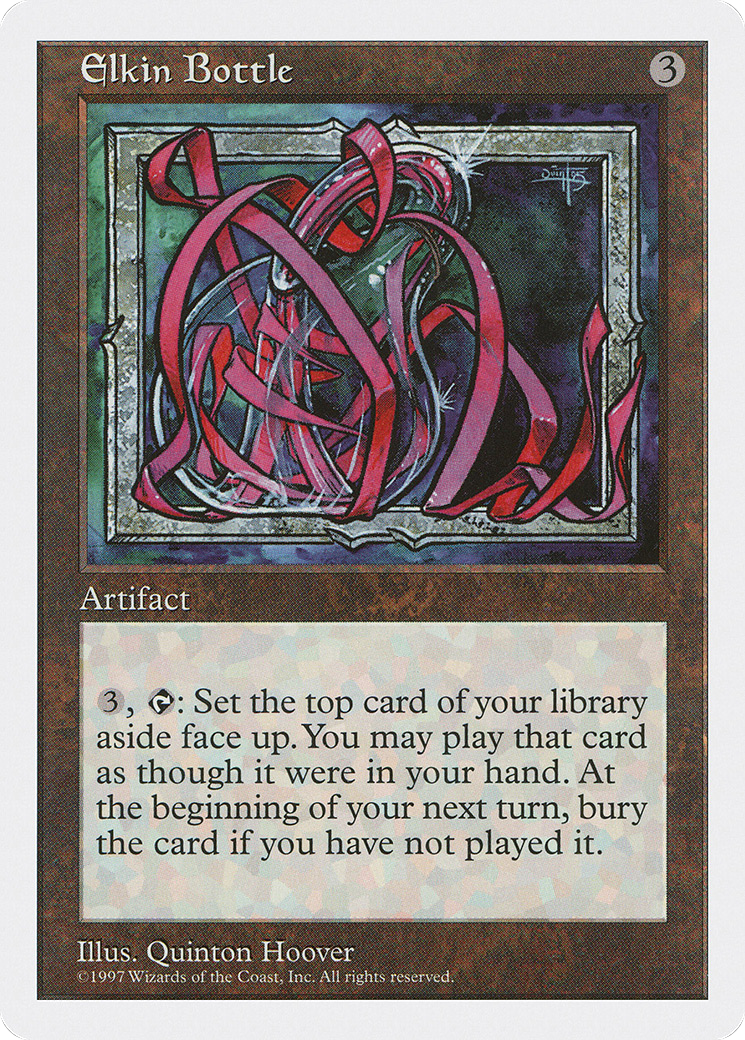 Elkin Bottle 3
Artifact
3, : Set the top card of your library
aside face up. You may play that card
as though it were in your hand. At
the beginning of your next turn, bury
the card if you have not played it.
Illus. Quinton Hoover
©1997 Wizards of the Coast, Inc. All rights reserved.